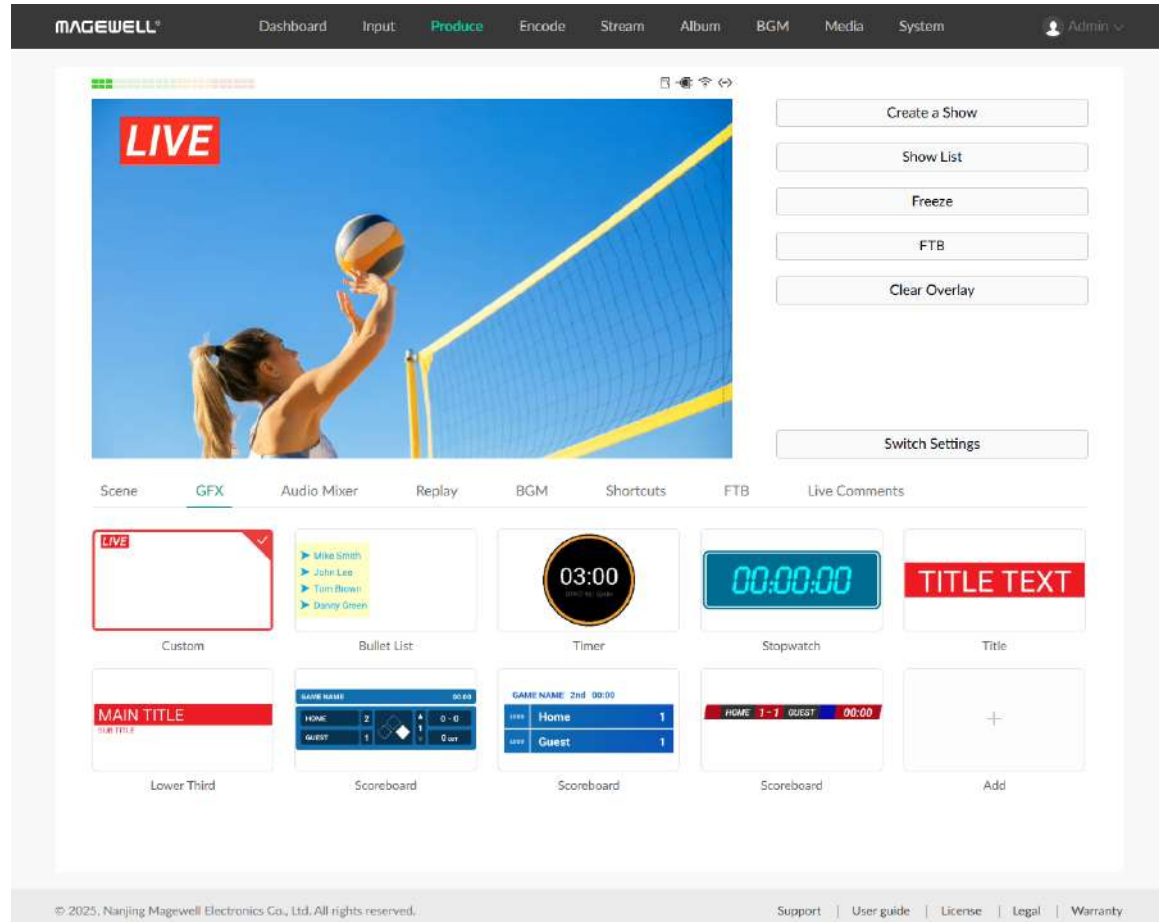 MAGEWELL® Dashboard Input Produce Encode Stream Album BGM Media System Admin
LIVE
Create a Show
Show List
Freeze
FTB
Clear Overlay
Switch Settings
Scene GFX Audio Mixer Replay BGM Shortcuts FTB Live Comments
LIVE
Mike Smith
John Lee
Tom Brown
Danny Green
03:00
00:00:00
TITLE TEXT
Custom Bullet List Timer Stopwatch Title
MAIN TITLE
SUB TITLE
GAME NAME 00:00
HOME 2 1 0 - 0
GUEST 1 0 OUT
GAME NAME 2nd 00:00
LOGO Home 1
LOGO Guest 1
HOME 1-1 GUEST 00:00
Lower Third Scoreboard Scoreboard Scoreboard Add
© 2025, Nanjing Magewell Electronics Co., Ltd. All rights reserved. Support | User guide | License | Legal | Warranty